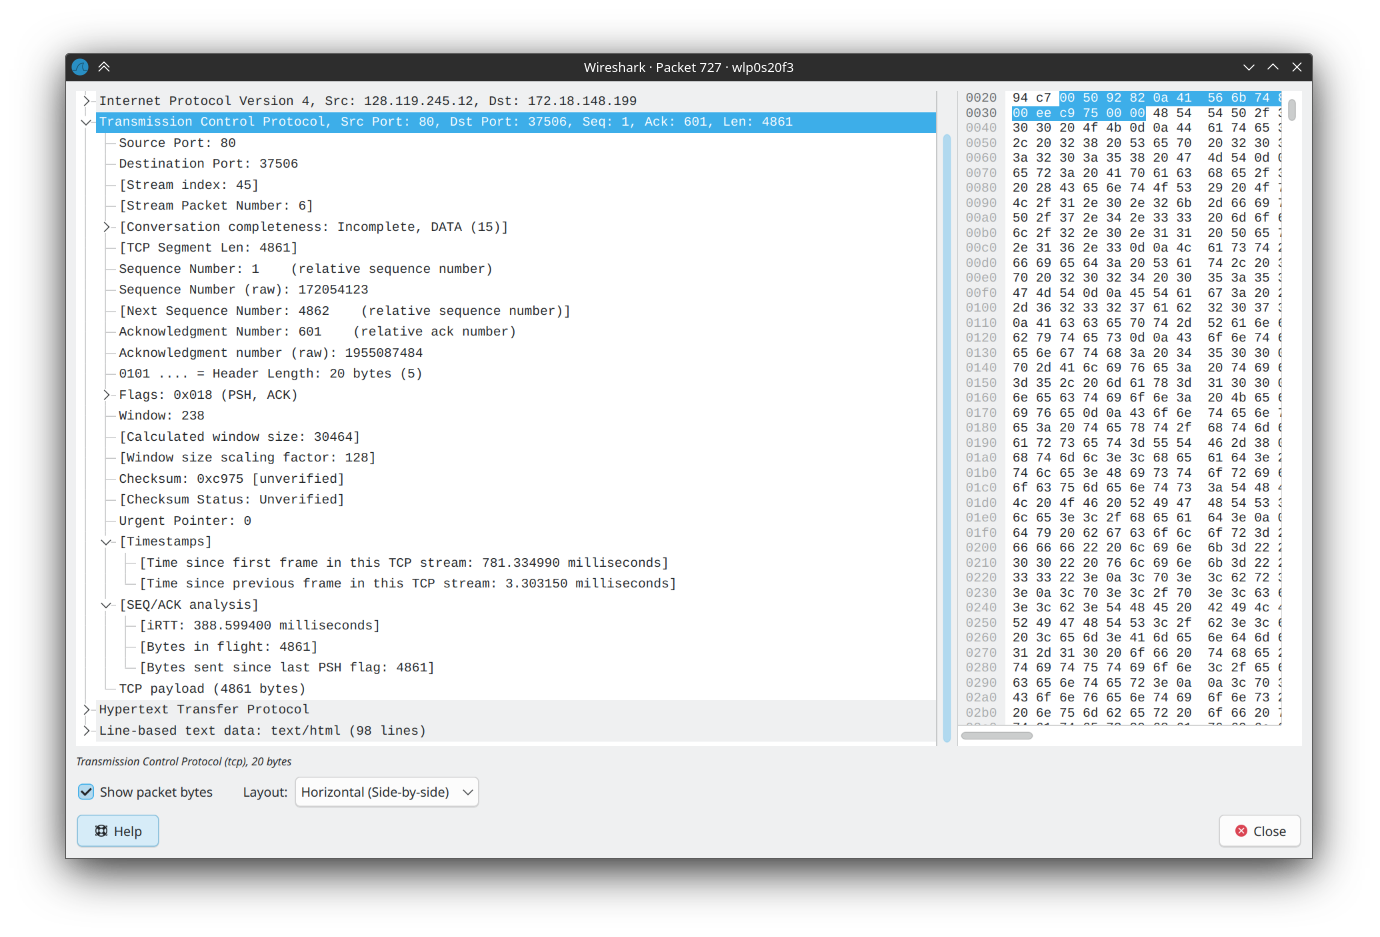 Wireshark · Packet 727 · wlp0s20f3
Internet Protocol Version 4, Src: 128.119.245.12, Dst: 172.18.148.199
Transmission Control Protocol, Src Port: 80, Dst Port: 37506, Seq: 1, Ack: 601, Len: 4861
Source Port: 80
Destination Port: 37506
[Stream index: 45]
[Stream Packet Number: 6]
[Conversation completeness: Incomplete, DATA (15)]
[TCP Segment Len: 4861]
Sequence Number: 1    (relative sequence number)
Sequence Number (raw): 172054123
[Next Sequence Number: 4862    (relative sequence number)]
Acknowledgment Number: 601    (relative ack number)
Acknowledgment number (raw): 1955087484
0101 .... = Header Length: 20 bytes (5)
Flags: 0x018 (PSH, ACK)
Window: 238
[Calculated window size: 30464]
[Window size scaling factor: 128]
Checksum: 0xc975 [unverified]
[Checksum Status: Unverified]
Urgent Pointer: 0
[Timestamps]
[Time since first frame in this TCP stream: 781.334990 milliseconds]
[Time since previous frame in this TCP stream: 3.303150 milliseconds]
[SEQ/ACK analysis]
[iRTT: 388.599400 milliseconds]
[Bytes in flight: 4861]
[Bytes sent since last PSH flag: 4861]
TCP payload (4861 bytes)
Hypertext Transfer Protocol
Line-based text data: text/html (98 lines)
0020 94 c7 00 50 92 82 0a 41 56 6b 74
0030 00 ee c9 75 00 00 48 54 54 50 2f
0040 30 30 20 4f 4b 0d 0a 44 61 74 65
0050 2c 20 32 38 20 53 65 70 20 32 30
0060 3a 32 30 3a 35 38 20 47 4d 54 0d
0070 65 72 3a 20 41 70 61 63 68 65 2f
0080 20 28 43 65 6e 74 4f 53 29 20 4f
0090 4c 2f 31 2e 30 2e 32 6b 2d 66 69
00a0 50 2f 37 2e 34 2e 33 33 20 6d 6f
00b0 6c 2f 32 2e 30 2e 31 31 20 50 65
00c0 2e 31 36 2e 33 0d 0a 4c 61 73 74
00d0 66 69 65 64 3a 20 53 61 74 2c 20
00e0 70 20 32 30 32 34 20 30 35 3a 35
00f0 47 4d 54 0d 0a 45 54 61 67 3a 20
0100 2d 36 32 33 32 37 61 62 32 30 37
0110 0a 41 63 63 65 70 74 2d 52 61 6e
0120 62 79 74 65 73 0d 0a 43 6f 6e 74
0130 65 6e 67 74 68 3a 20 34 35 30 30
0140 70 2d 41 6c 69 76 65 3a 20 74 69
0150 3d 35 2c 20 6d 61 78 3d 31 30 30
0160 6e 65 63 74 69 6f 6e 3a 20 4b 65
0170 69 76 65 0d 0a 43 6f 6e 74 65 6e
0180 65 3a 20 74 65 78 74 2f 68 74 6d
0190 61 72 73 65 74 3d 55 54 46 2d 38
01a0 68 74 6d 6c 3e 3c 68 65 61 64 3e
01b0 74 6c 65 3e 48 69 73 74 6f 72 69
01c0 6f 63 75 6d 65 6e 74 73 3a 54 48
01d0 4c 20 4f 46 20 52 49 47 48 54 53
01e0 6c 65 3e 3c 2f 68 65 61 64 3e 0a
01f0 64 79 20 62 67 63 6f 6c 6f 72 3d
0200 66 66 66 22 20 6c 69 6e 6b 3d 22
0210 30 30 22 20 76 6c 69 6e 6b 3d 22
0220 33 33 22 3e 0a 3c 70 3e 3c 62 72
0230 3e 0a 3c 70 3e 3c 2f 70 3e 3c 63
0240 3e 3c 62 3e 54 48 45 20 42 49 4c
0250 52 49 47 48 54 53 3c 2f 62 3e 3c
0260 20 3c 65 6d 3e 41 6d 65 6e 64 6d
0270 31 2d 31 30 20 6f 66 20 74 68 65
0280 74 69 74 75 74 69 6f 6e 3c 2f 65
0290 63 65 6e 74 65 72 3e 0a 0a 3c 70
02a0 43 6f 6e 76 65 6e 74 69 6f 6e 73
02b0 20 6e 75 6d 62 65 72 20 6f 66 20
Transmission Control Protocol (tcp), 20 bytes
Show packet bytes Layout: Horizontal (Side-by-side)
Help Close